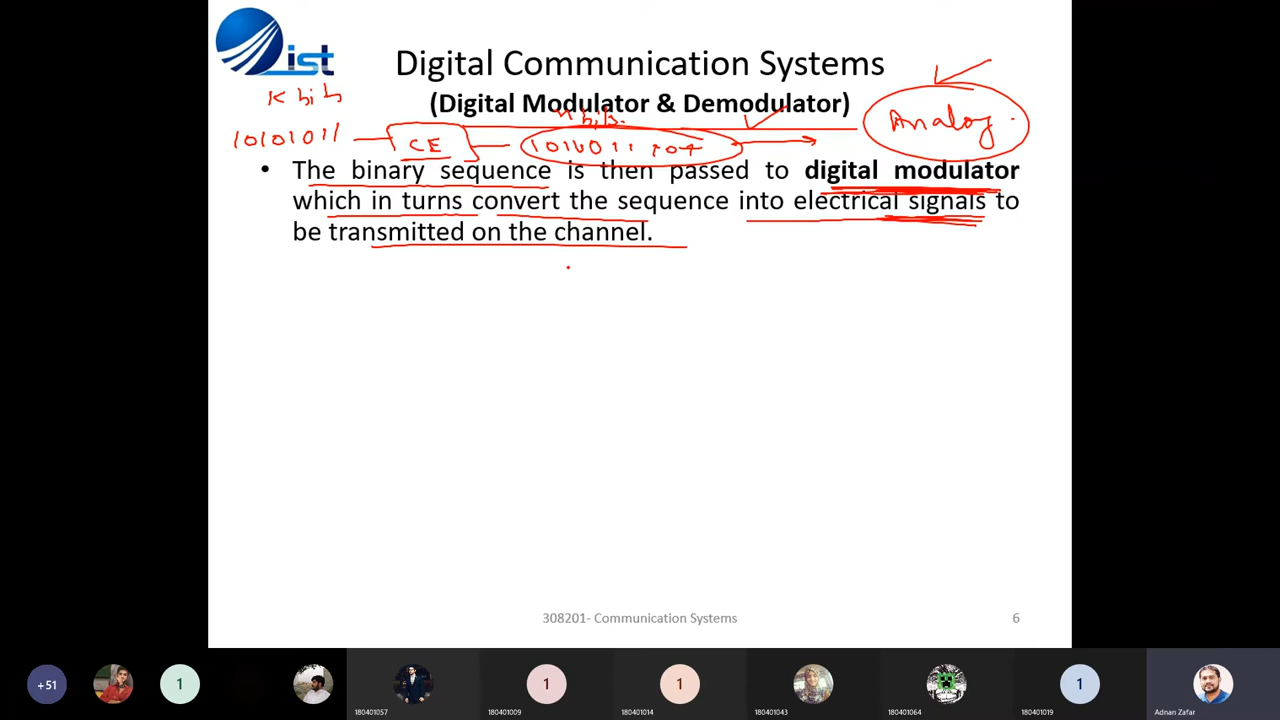 ist
Digital Communication Systems
K bits
(Digital Modulator & Demodulator)
n bits.
Analog
10101011
CE
• The binary sequence is then passed to digital modulator
which in turns convert the sequence into electrical signals to
be transmitted on the channel.
308201- Communication Systems
6
+51
1
1
1
1
180401057
180401009
180401014
180401043
180401064
180401019
Adnan Zafar